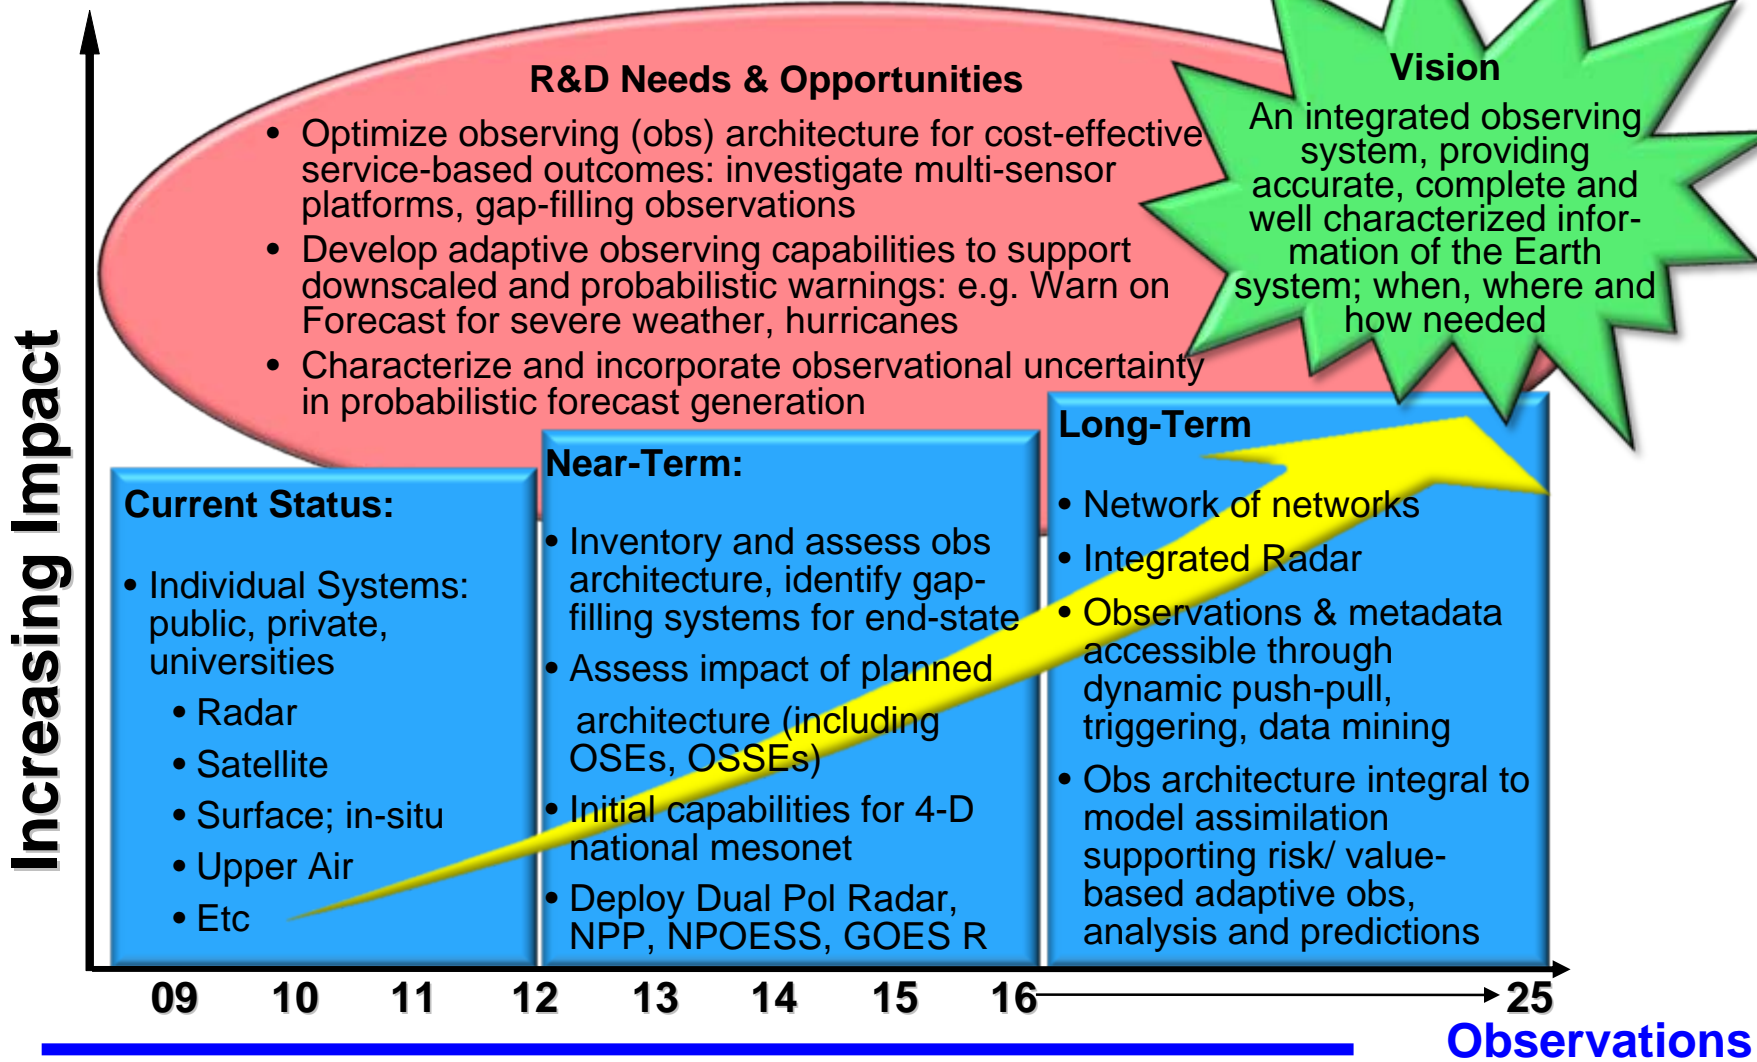 R&D Needs & Opportunities
• Optimize observing (obs) architecture for cost-effective
service-based outcomes: investigate multi-sensor
platforms, gap-filling observations
• Develop adaptive observing capabilities to support
downscaled and probabilistic warnings: e.g. Warn on
Forecast for severe weather, hurricanes
• Characterize and incorporate observational uncertainty
in probabilistic forecast generation
Vision
An integrated observing
system, providing
accurate, complete and
well characterized infor-
mation of the Earth
system; when, where and
how needed
Increasing Impact
Current Status:
• Individual Systems:
public, private,
universities
• Radar
• Satellite
• Surface; in-situ
• Upper Air
• Etc
Near-Term:
• Inventory and assess obs
architecture, identify gap-
filling systems for end-state
• Assess impact of planned
architecture (including
OSEs, OSSEs)
• Initial capabilities for 4-D
national mesonet
• Deploy Dual Pol Radar,
NPP, NPOESS, GOES R
Long-Term
• Network of networks
• Integrated Radar
• Observations & metadata
accessible through
dynamic push-pull,
triggering, data mining
• Obs architecture integral to
model assimilation
supporting risk/ value-
based adaptive obs,
analysis and predictions
09 10 11 12 13 14 15 16 25
Observations